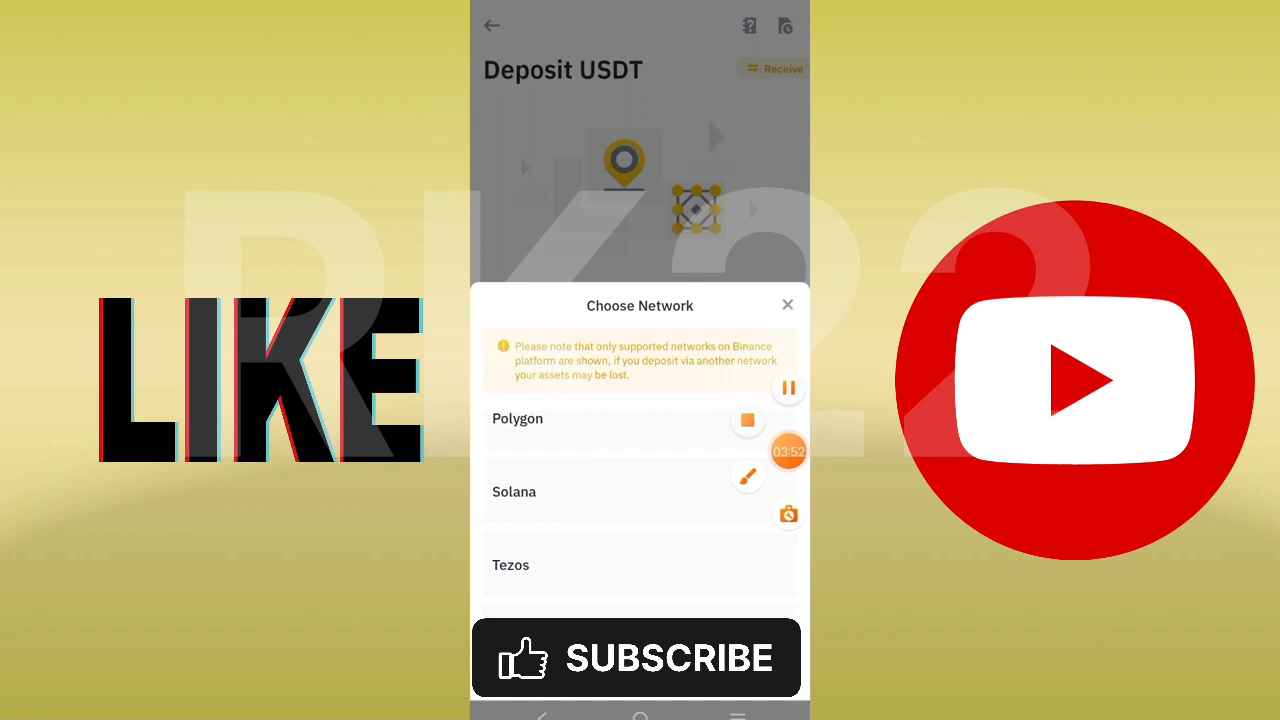 Deposit USDT
Receive
RK22
LIKE
Choose Network
Please note that only supported networks on Binance
platform are shown, if you deposit via another network
your assets may be lost.
Polygon
03:52
Solana
Tezos
SUBSCRIBE